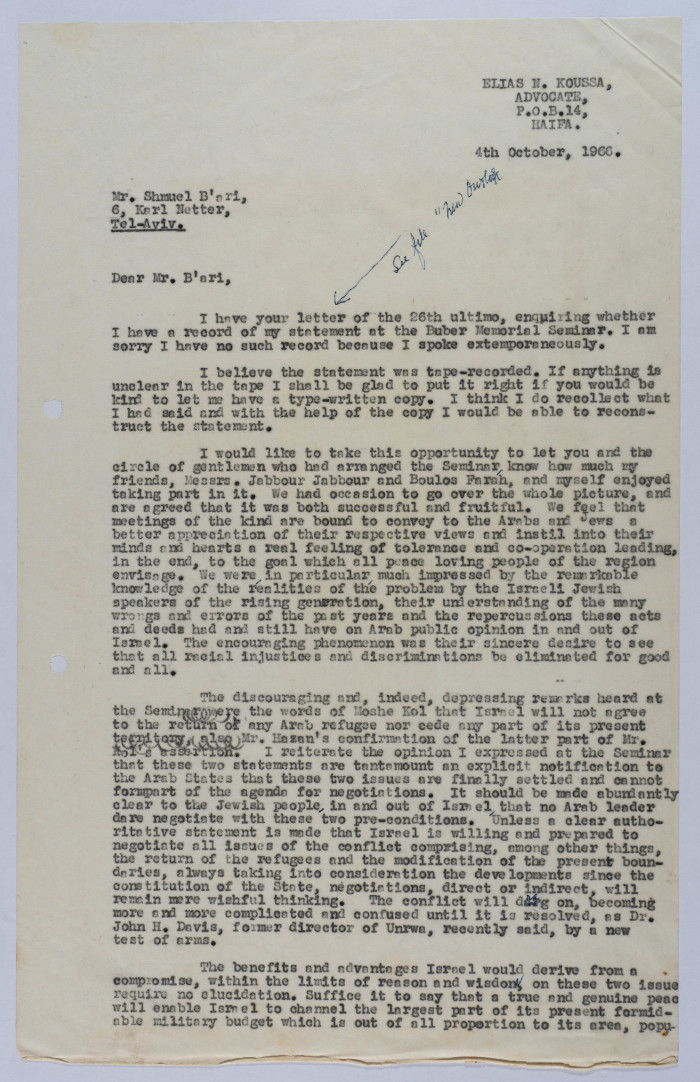 ELIAS N. KOUSSA,
ADVOCATE,
P.O.B.14,
HAIFA.
4th October, 1966.
Mr. Shmuel B'ari,
6, Karl Netter,
Tel-Aviv.
See file "New Outlook
Dear Mr. B'ari,
I have your letter of the 26th ultimo, enquiring whether
I have a record of my statement at the Buber Memorial Seminar. I am
sorry I have no such record because I spoke extemporaneously.
I believe the statement was tape-recorded. If anything is
unclear in the tape I shall be glad to put it right if you would be
kind to let me have a type-written copy. I think I do recollect what
I had said and with the help of the copy I would be able to recons-
truct the statement.
I would like to take this opportunity to let you and the
circle of gentlemen who had arranged the Seminar know how much my
friends, Messrs. Jabbour Jabbour and Boulos Farah, and myself enjoyed
taking part in it. We had occasion to go over the whole picture, and
are agreed that it was both successful and fruitful. We feel that
meetings of the kind are bound to convey to the Arabs and Jews a
better appreciation of their respective views and instil into their
minds and hearts a real feeling of tolerance and co-operation leading,
in the end, to the goal which all peace loving people of the region
envisage. We were, in particular, much impressed by the remarkable
knowledge of the realities of the problem by the Israeli Jewish
speakers of the rising generation, their understanding of the many
wrongs and errors of the past years and the repercussions these acts
and deeds had and still have on Arab public opinion in and out of
Israel. The encouraging phenomenon was their sincere desire to see
that all racial injustices and discriminations be eliminated for good
and all.
The discouraging and, indeed, depressing remarks heard at
the Seminar were the words of Moshe Kol that Israel will not agree
to the return of any Arab refugee nor cede any part of its present
territory, also Mr. Hazan's confirmation of the latter part of Mr.
Kol's assertion. I reiterate the opinion I expressed at the Seminar
that these two statements are tantamount an explicit notification to
the Arab States that these two issues are finally settled and cannot
formpart of the agenda for negotiations. It should be made abundantly
clear to the Jewish people, in and out of Israel, that no Arab leader
dare negotiate with these two pre-conditions. Unless a clear autho-
ritative statement is made that Israel is willing and prepared to
negotiate all issues of the conflict comprising, among other things,
the return of the refugees and the modification of the present boun-
daries, always taking into consideration the developments since the
constitution of the State, negotiations, direct or indirect, will
remain mere wishful thinking. The conflict will on, becoming
more and more complicated and confused until it is resolved, as Dr.
John H. Davis, former director of Unrwa, recently said, by a new
test of arms.
The benefits and advantages Israel would derive from a
compromise, within the limits of reason and wisdom, on these two issue
require no elucidation. Suffice it to say that a true and genuine peac
will enable Israel to channel the largest part of its present formid-
able military budget which is out of all proportion to its area, popu-